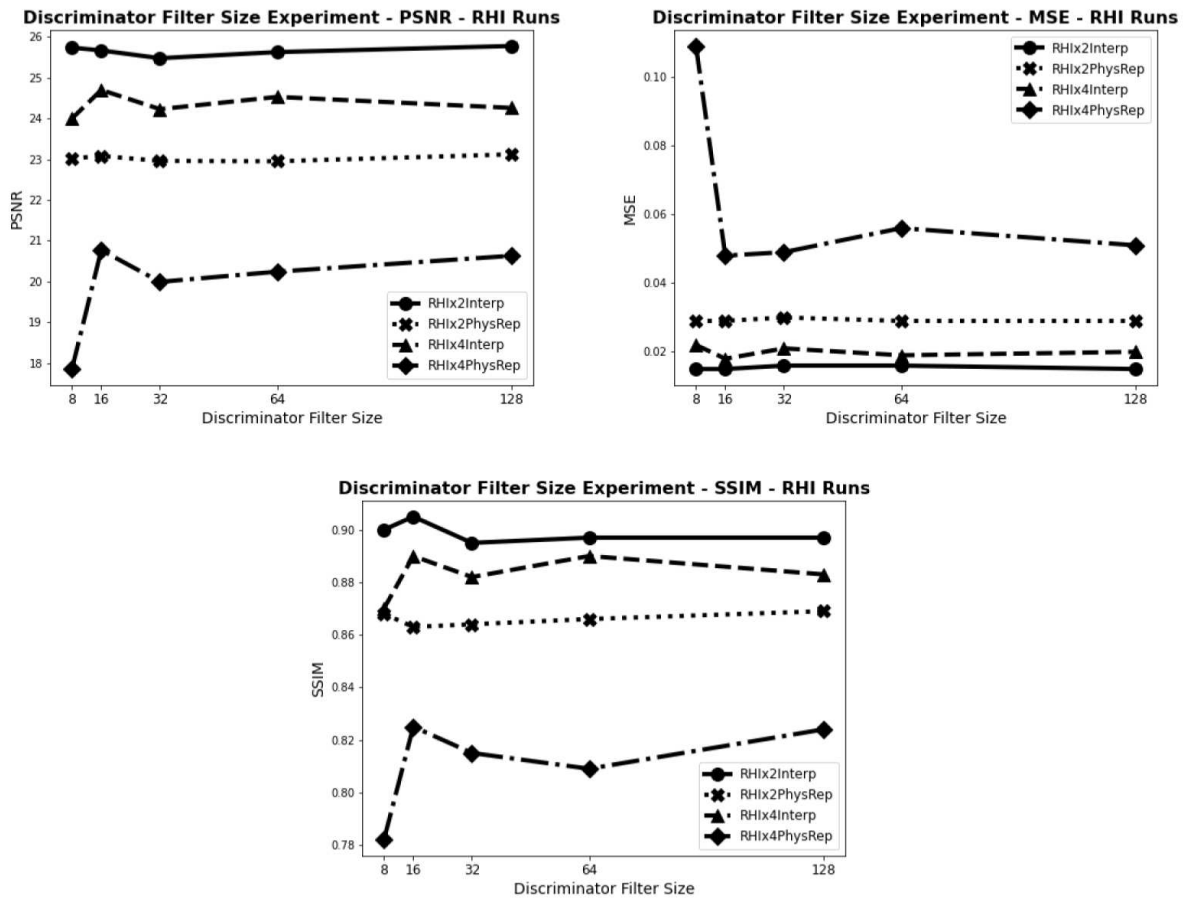 Discriminator Filter Size Experiment - PSNR - RHI Runs
26
25
24
23
22
21
20
19
18
PSNR
RHIx2Interp
RHIx2PhysRep
RHIx4Interp
RHIx4PhysRep
8 16 32 64 128
Discriminator Filter Size
Discriminator Filter Size Experiment - MSE - RHI Runs
0.10
0.08
0.06
0.04
0.02
MSE
RHIx2Interp
RHIx2PhysRep
RHIx4Interp
RHIx4PhysRep
8 16 32 64 128
Discriminator Filter Size
Discriminator Filter Size Experiment - SSIM - RHI Runs
0.90
0.88
0.86
0.84
0.82
0.80
0.78
SSIM
RHIx2Interp
RHIx2PhysRep
RHIx4Interp
RHIx4PhysRep
8 16 32 64 128
Discriminator Filter Size